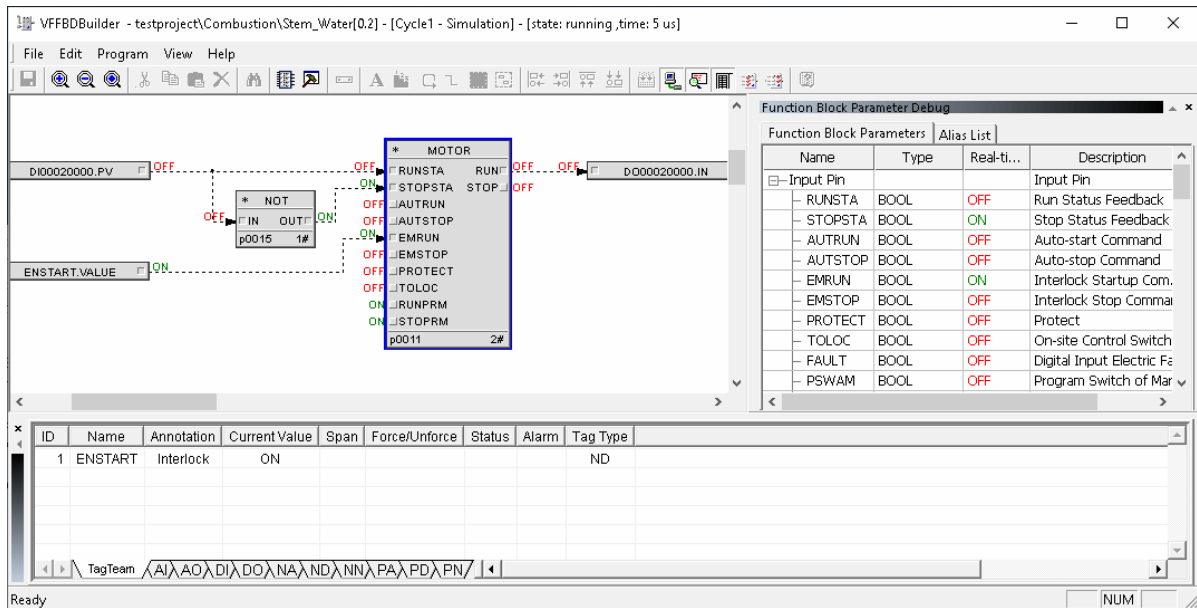 VFFBDBuilder - testproject\Combustion\Stem_Water[0.2] - [Cycle1 - Simulation] - [state: running ,time: 5 us]
File Edit Program View Help
DI00020000.PV OFF
* NOT
OFF IN OUT ON
p0015 1#
ENSTART.VALUE ON
* MOTOR
OFF RUNSTA RUN OFF OFF DO00020000.IN
ON STOPSTA STOP OFF
OFF AUTRUN
OFF AUTSTOP
ON EMRUN
OFF EMSTOP
OFF PROTECT
OFF TOLOC
ON RUNPRM
ON STOPRM
p0011 2#
Function Block Parameter Debug
Function Block Parameters Alias List
Name Type Real-ti... Description
Input Pin Input Pin
RUNSTA BOOL OFF Run Status Feedback
STOPSTA BOOL ON Stop Status Feedback
AUTRUN BOOL OFF Auto-start Command
AUTSTOP BOOL OFF Auto-stop Command
EMRUN BOOL ON Interlock Startup Com.
EMSTOP BOOL OFF Interlock Stop Commar
PROTECT BOOL OFF Protect
TOLOC BOOL OFF On-site Control Switch
FAULT BOOL OFF Digital Input Electric Fa
PSWAM BOOL OFF Program Switch of Mar
ID Name Annotation Current Value Span Force/Unforce Status Alarm Tag Type
1 ENSTART Interlock ON ND
TagTeam AI AO DI DO NA ND NN PA PD PN
Ready NUM